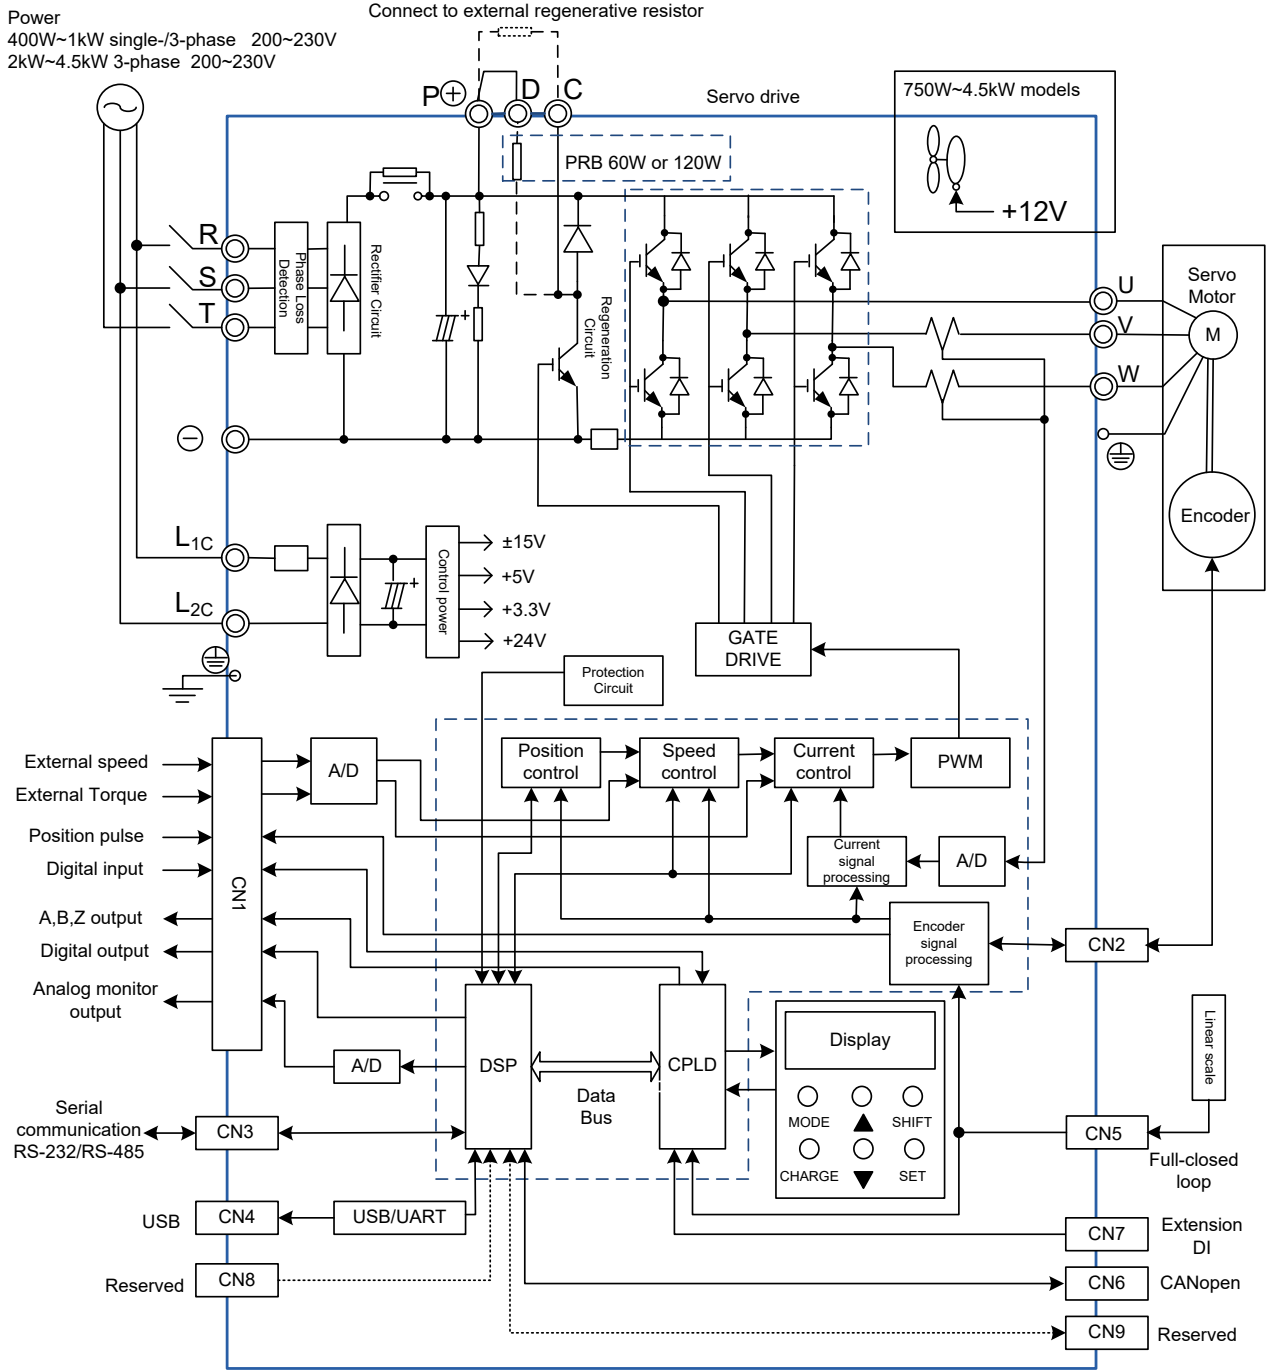 Power
400W~1kW single-/3-phase 200~230V
2kW~4.5kW 3-phase 200~230V
Connect to external regenerative resistor
P
D
C
Servo drive
750W~4.5kW models
+12V
PRB 60W or 120W
R
S
T
Phase Loss
Detection
Rectifier Circuit
+
Regeneration
Circuit
U
V
W
Servo
Motor
M
Encoder
L1C
L2C
+
Control power
±15V
+5V
+3.3V
+24V
GATE
DRIVE
Protection
Circuit
External speed
External Torque
Position pulse
Digital input
A,B,Z output
Digital output
Analog monitor
output
CN1
A/D
Position
control
Speed
control
Current
control
PWM
Current
signal
processing
A/D
Encoder
signal
processing
CN2
A/D
DSP
Data
Bus
CPLD
Display
MODE
SHIFT
CHARGE
SET
Linear scale
Serial
communication
RS-232/RS-485
CN3
CN5
Full-closed
loop
USB
CN4
USB/UART
CN7
Extension
DI
Reserved
CN8
CN6
CANopen
CN9
Reserved